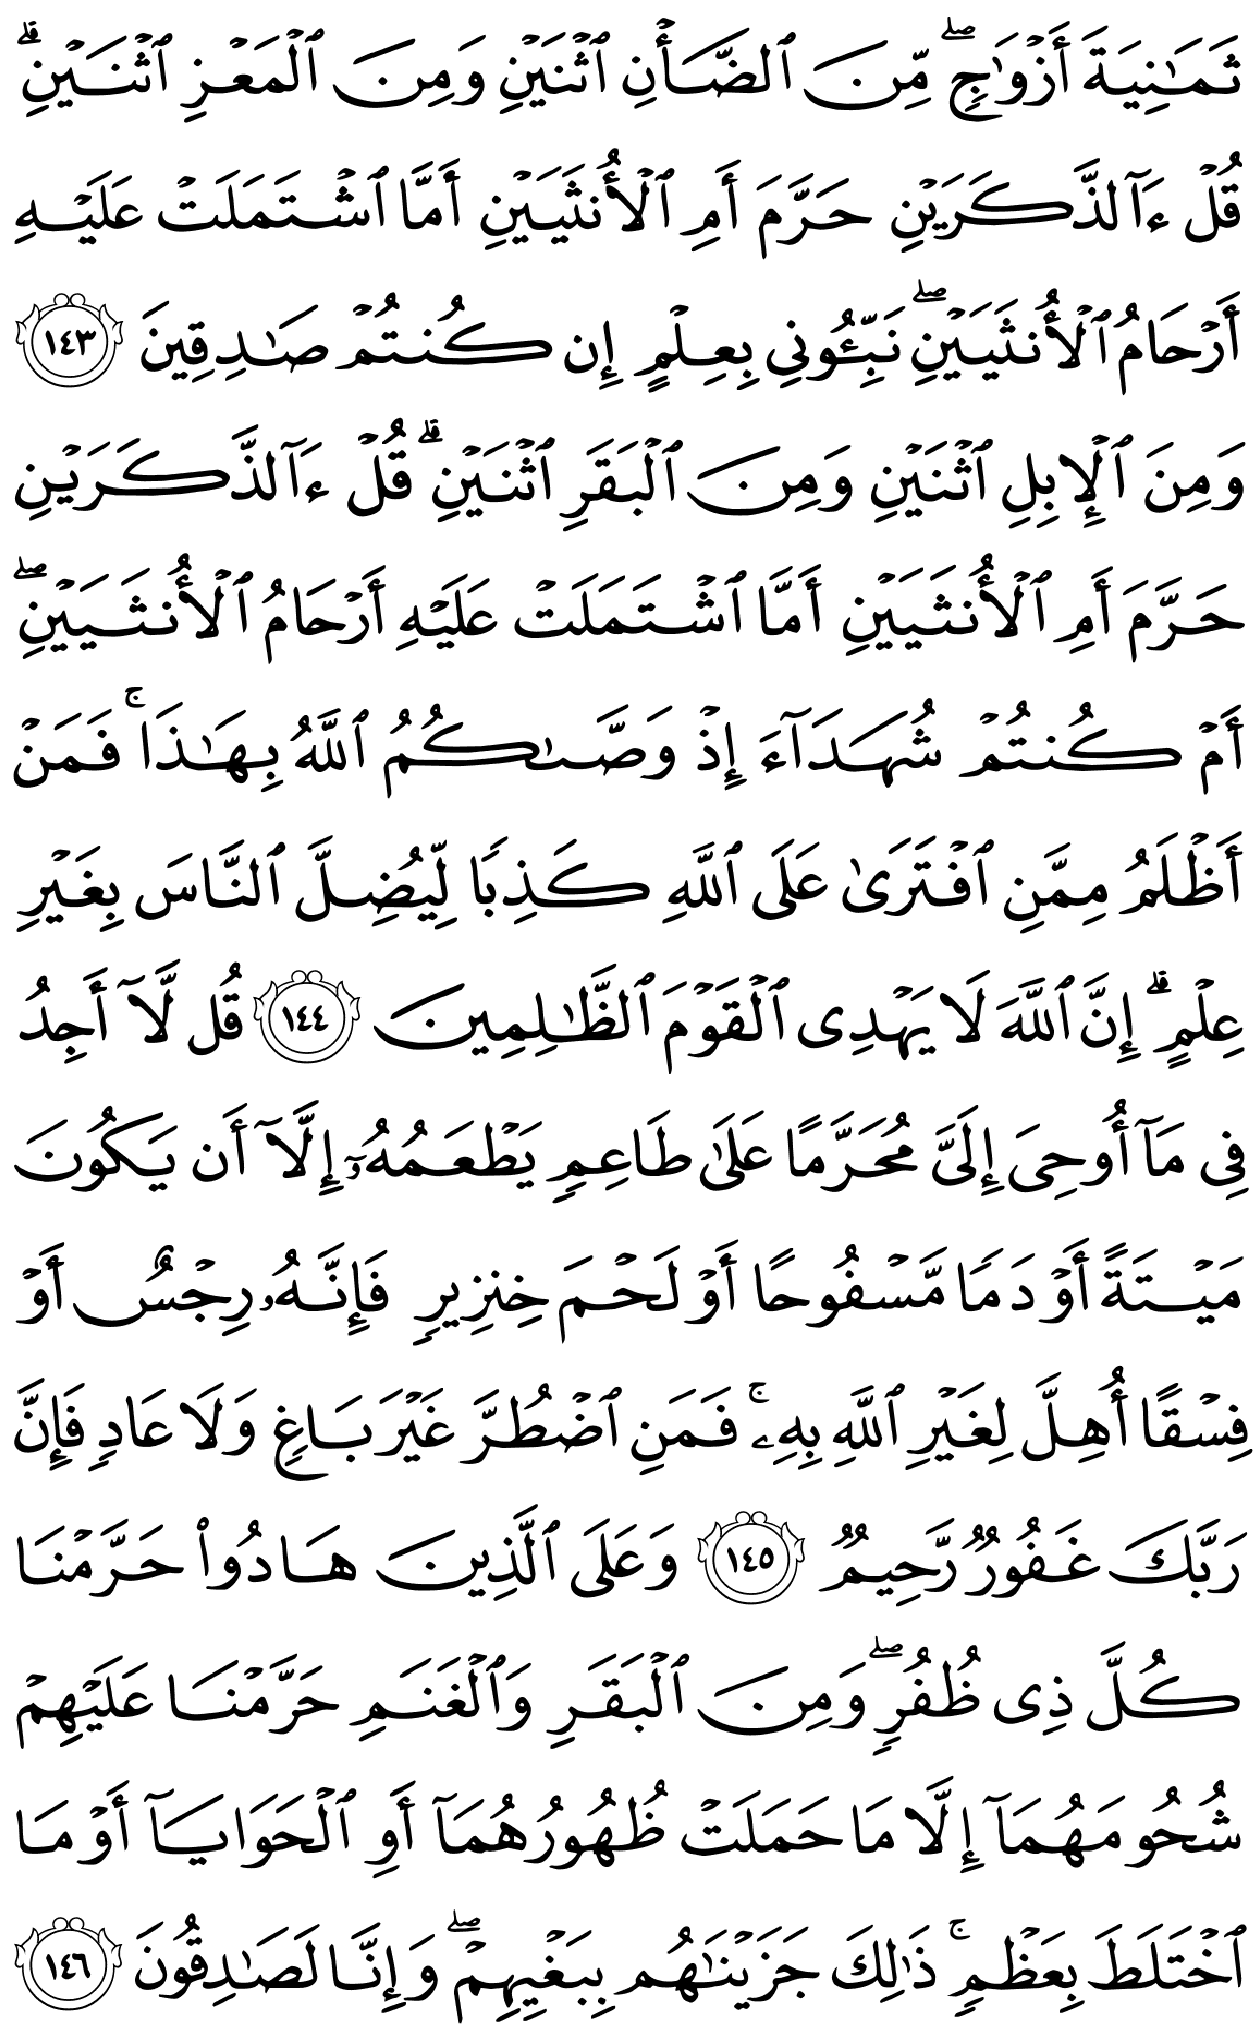 ثَمَـٰنِيَةَ أَزْوَٰجٍ ۖ مِّنَ ٱلضَّأْنِ ٱثْنَيْنِ وَمِنَ ٱلْمَعْزِ ٱثْنَيْنِ ۗ
قُلْ ءَآلذَّكَرَيْنِ حَرَّمَ أَمِ ٱلْأُنثَيَيْنِ أَمَّا ٱشْتَمَلَتْ عَلَيْهِ
أَرْحَامُ ٱلْأُنثَيَيْنِ ۖ نَبِّـُٔونِي بِعِلْمٍ إِن كُنتُمْ صَـٰدِقِينَ ١٤٣
وَمِنَ ٱلْإِبِلِ ٱثْنَيْنِ وَمِنَ ٱلْبَقَرِ ٱثْنَيْنِ ۗ قُلْ ءَآلذَّكَرَيْنِ
حَرَّمَ أَمِ ٱلْأُنثَيَيْنِ أَمَّا ٱشْتَمَلَتْ عَلَيْهِ أَرْحَامُ ٱلْأُنثَيَيْنِ ۖ
أَمْ كُنتُمْ شُهَدَآءَ إِذْ وَصَّىٰكُمُ ٱللَّهُ بِهَـٰذَا ۚ فَمَنْ
أَظْلَمُ مِمَّنِ ٱفْتَرَىٰ عَلَى ٱللَّهِ كَذِبًا لِّيُضِلَّ ٱلنَّاسَ بِغَيْرِ
عِلْمٍ ۗ إِنَّ ٱللَّهَ لَا يَهْدِى ٱلْقَوْمَ ٱلظَّـٰلِمِينَ ١٤٤ قُل لَّآ أَجِدُ
فِي مَآ أُوحِىَ إِلَىَّ مُحَرَّمًا عَلَىٰ طَاعِمٍ يَطْعَمُهُۥٓ إِلَّآ أَن يَكُونَ
مَيْتَةً أَوْ دَمًا مَّسْفُوحًا أَوْ لَحْمَ خِنزِيرٍ فَإِنَّهُۥ رِجْسٌ أَوْ
فِسْقًا أُهِلَّ لِغَيْرِ ٱللَّهِ بِهِۦ ۚ فَمَنِ ٱضْطُرَّ غَيْرَ بَاغٍ وَلَا عَادٍ فَإِنَّ
رَبَّكَ غَفُورٌ رَّحِيمٌ ١٤٥ وَعَلَى ٱلَّذِينَ هَادُوا۟ حَرَّمْنَا
كُلَّ ذِى ظُفُرٍ ۖ وَمِنَ ٱلْبَقَرِ وَٱلْغَنَمِ حَرَّمْنَا عَلَيْهِمْ
شُحُومَهُمَآ إِلَّا مَا حَمَلَتْ ظُهُورُهُمَآ أَوِ ٱلْحَوَايَآ أَوْ مَا
ٱخْتَلَطَ بِعَظْمٍ ۚ ذَٰلِكَ جَزَيْنَـٰهُم بِبَغْيِهِمْ ۖ وَإِنَّا لَصَـٰدِقُونَ ١٤٦